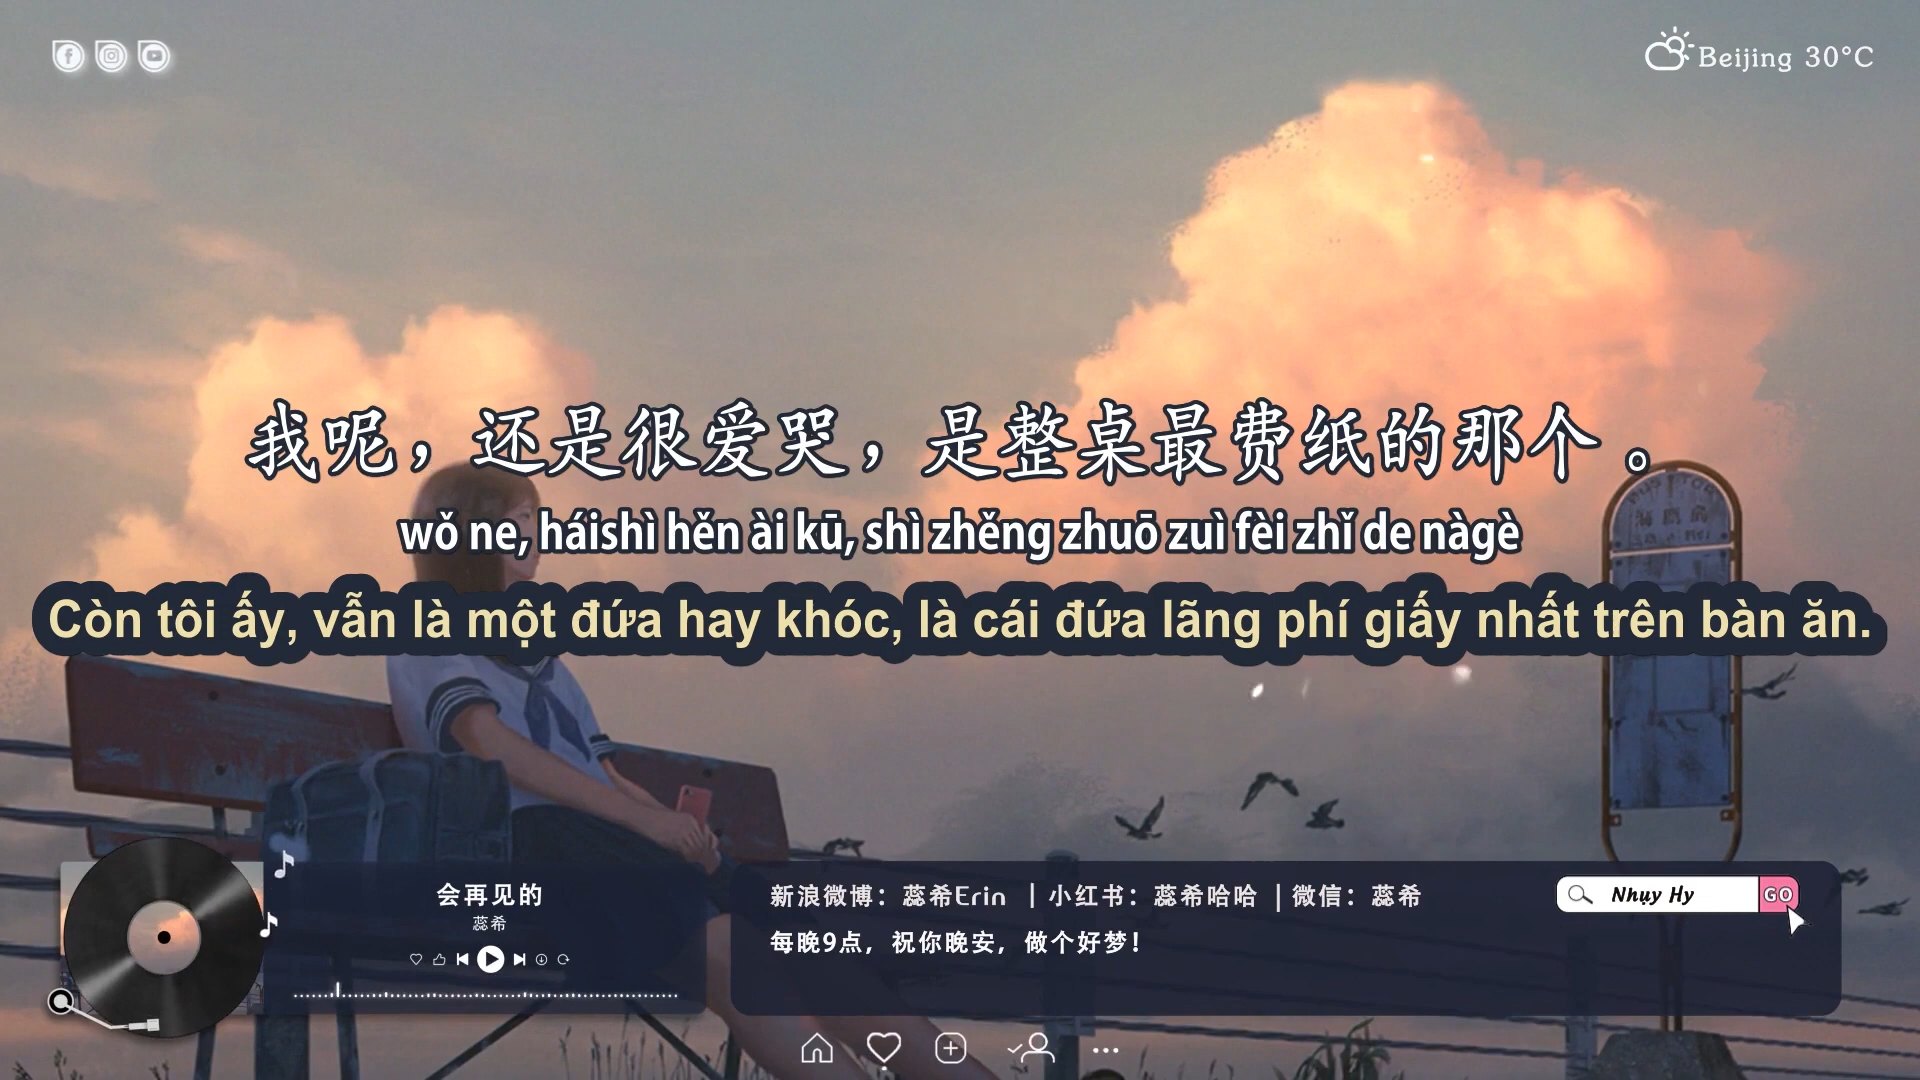 Beijing 30°C
我呢，还是很爱哭，是整桌最费纸的那个。
wǒ ne, háishì hěn ài kū, shì zhěng zhuō zuì fèi zhǐ de nàgè
Còn tôi ấy, vẫn là một đứa hay khóc, là cái đứa lãng phí giấy nhất trên bàn ăn.
会再见的
蕊希
新浪微博：蕊希Erin ｜小红书：蕊希哈哈 ｜微信：蕊希
每晚9点，祝你晚安，做个好梦！
Nhụy Hy
GO